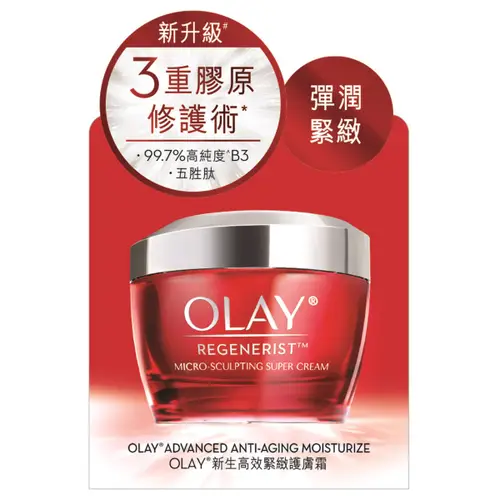 新升級#
3重膠原
修護術*
·99.7%高純度^B3
·五胜肽
彈潤
緊緻
OLAY®
REGENERIST™
MICRO-SCULPTING SUPER CREAM
OLAY®ADVANCED ANTI-AGING MOISTURIZE
OLAY®新生高效緊緻護膚霜